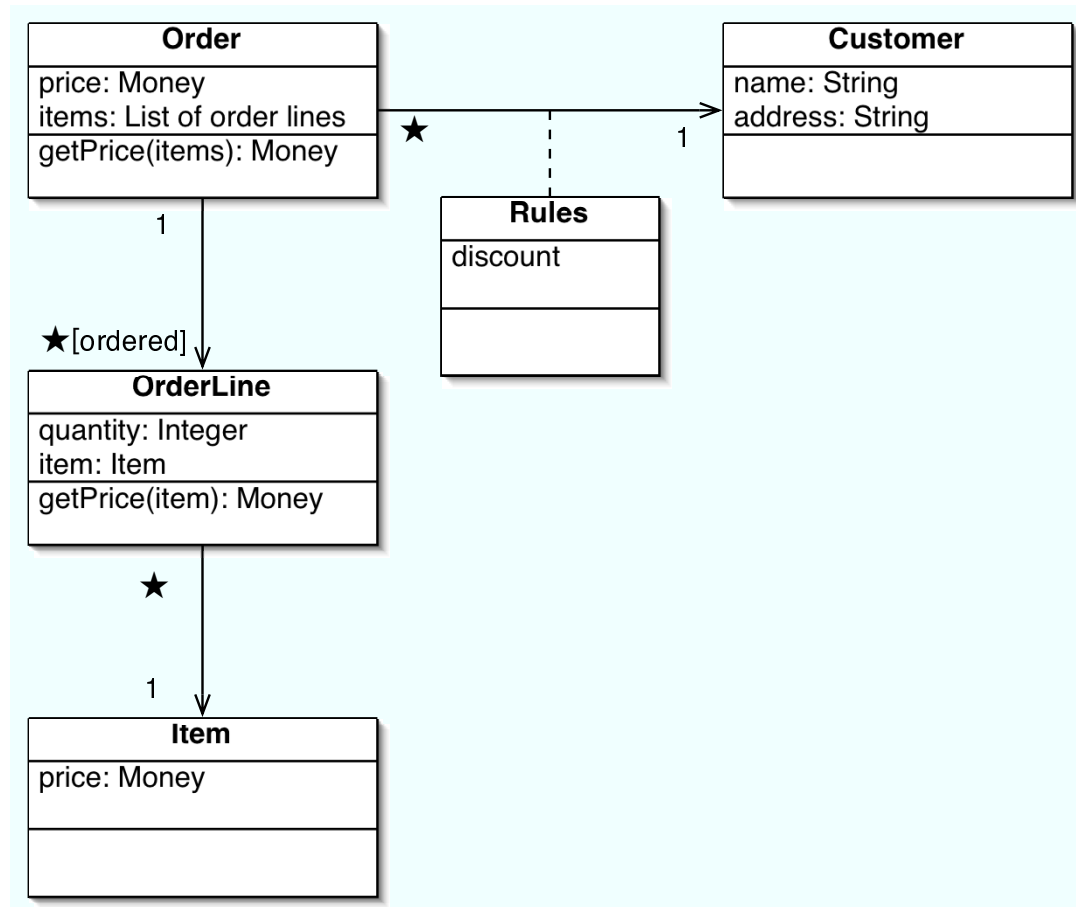 Order
price: Money
items: List of order lines
getPrice(items): Money
Customer
name: String
address: String
★
1
Rules
discount
1
★[ordered]
OrderLine
quantity: Integer
item: Item
getPrice(item): Money
★
1
Item
price: Money